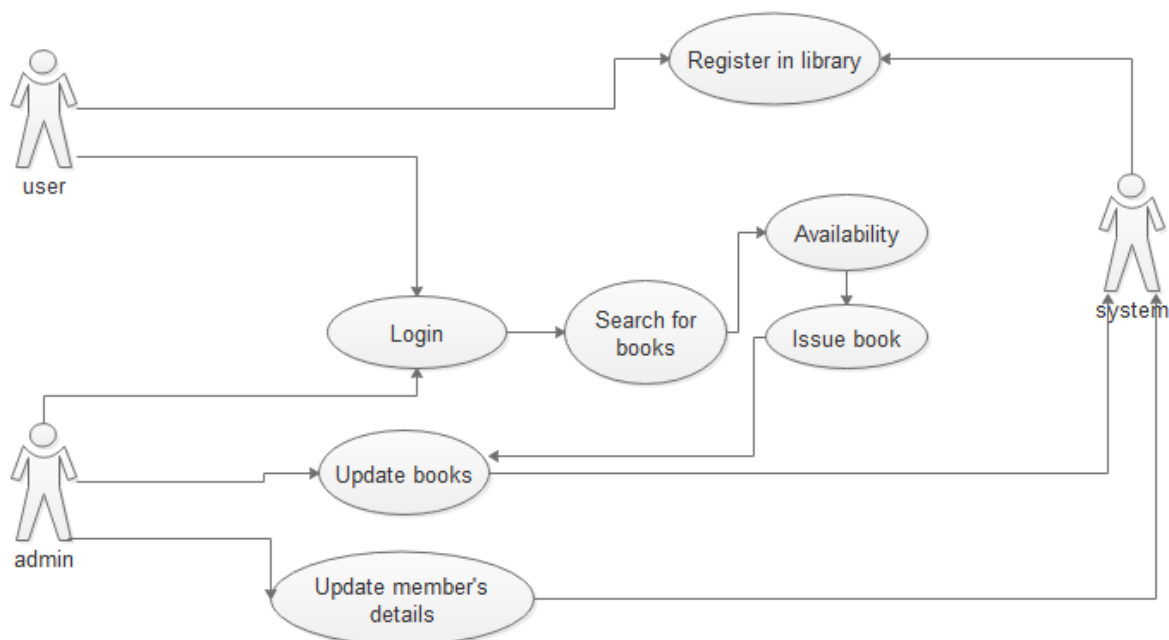 Register in library
user
Availability
system
Login
Search for
books
Issue book
Update books
admin
Update member's
details